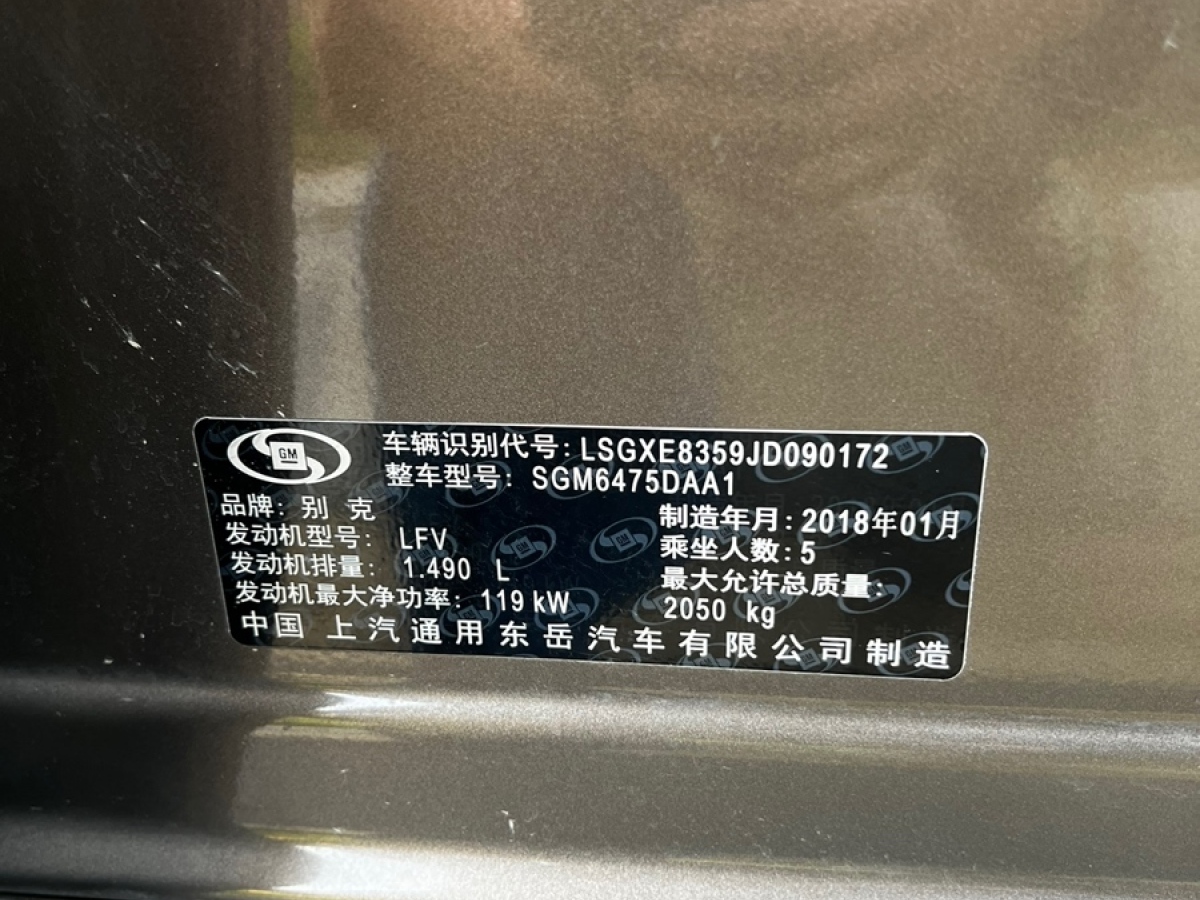 GM
车辆识别代号: LSGXE8359JD090172
整车型号: SGM6475DAA1
品牌: 别 克
制造年月: 2018年01月
发动机型号: LFV
乘坐人数: 5
发动机排量: 1.490 L
最大允许总质量:
2050 kg
发动机最大净功率: 119 kW
中国 上汽通用东岳汽车有限公司制造